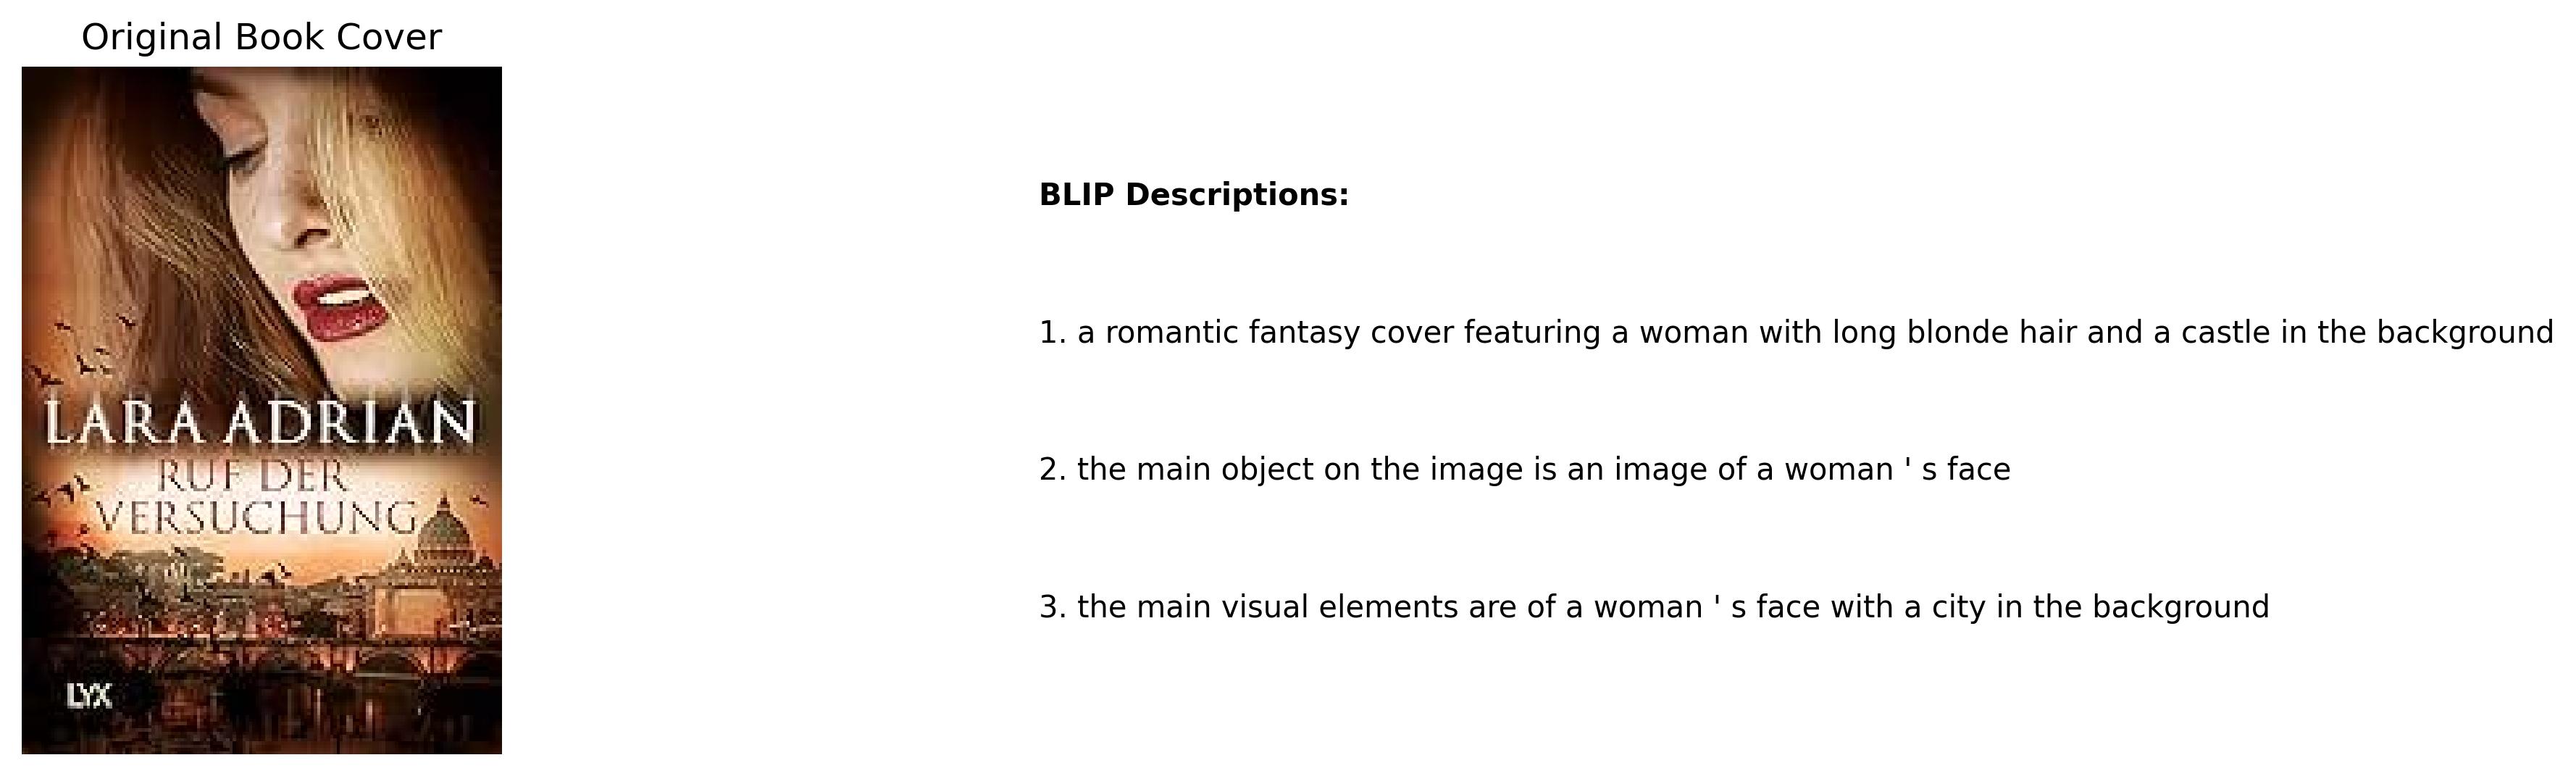 Original Book Cover
LARA ADRIAN
RUF DER
VERSUCHUNG
LYX
BLIP Descriptions:
1. a romantic fantasy cover featuring a woman with long blonde hair and a castle in the background
2. the main object on the image is an image of a woman ' s face
3. the main visual elements are of a woman ' s face with a city in the background